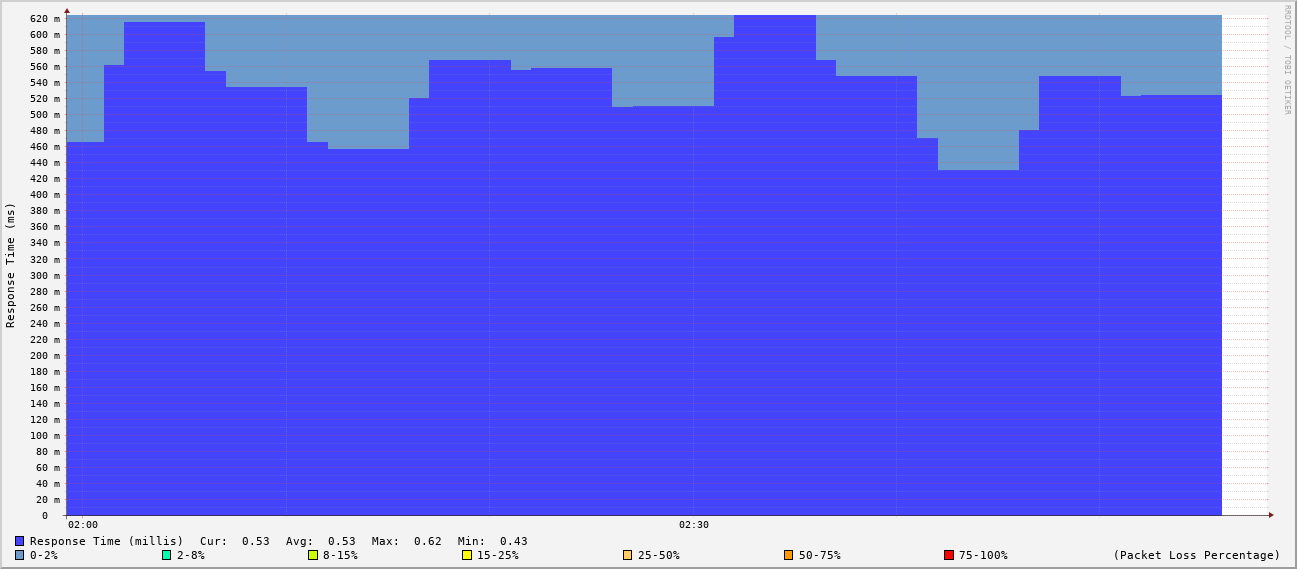 RRDTOOL / TOBI OETIKER
Response Time (ms)
620 m
600 m
580 m
560 m
540 m
520 m
500 m
480 m
460 m
440 m
420 m
400 m
380 m
360 m
340 m
320 m
300 m
280 m
260 m
240 m
220 m
200 m
180 m
160 m
140 m
120 m
100 m
80 m
60 m
40 m
20 m
0
02:00 02:30
Response Time (millis) Cur: 0.53 Avg: 0.53 Max: 0.62 Min: 0.43
0-2% 2-8% 8-15% 15-25% 25-50% 50-75% 75-100% (Packet Loss Percentage)